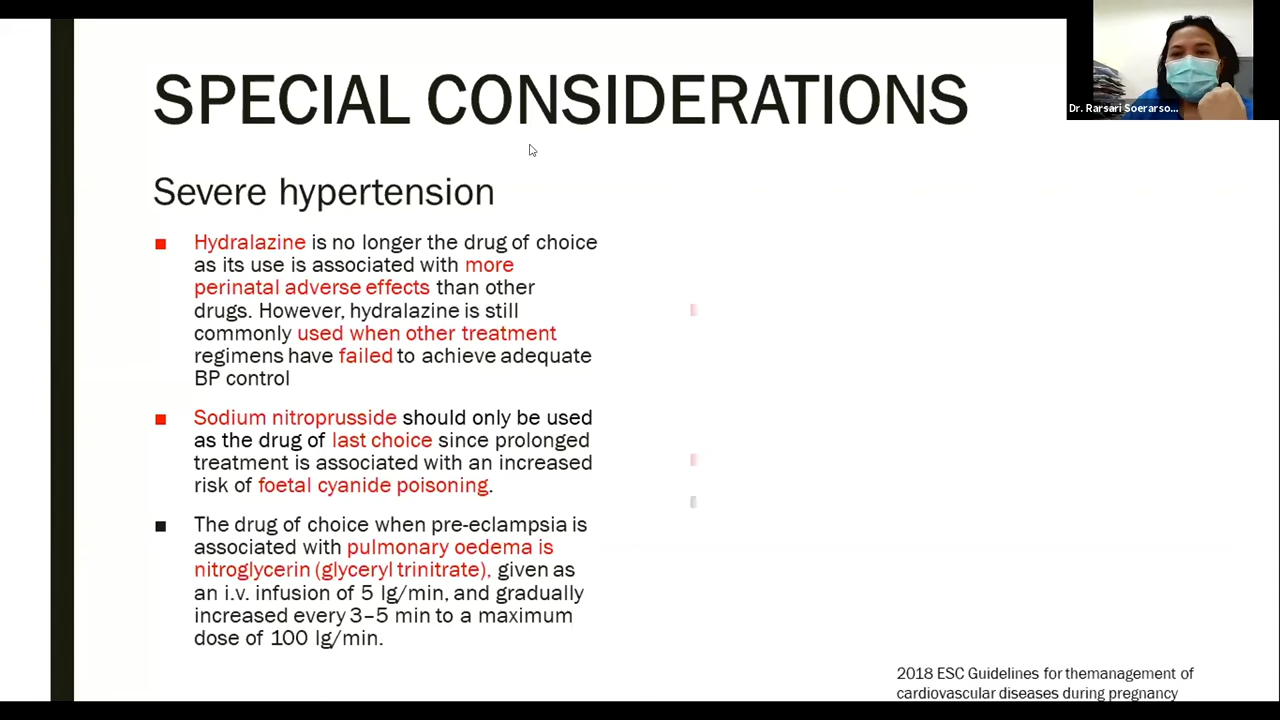 SPECIAL CONSIDERATIONS
Dr. Rarsari Soerarso...
Severe hypertension
Hydralazine is no longer the drug of choice
as its use is associated with more
perinatal adverse effects than other
drugs. However, hydralazine is still
commonly used when other treatment
regimens have failed to achieve adequate
BP control
Sodium nitroprusside should only be used
as the drug of last choice since prolonged
treatment is associated with an increased
risk of foetal cyanide poisoning.
The drug of choice when pre-eclampsia is
associated with pulmonary oedema is
nitroglycerin (glyceryl trinitrate), given as
an i.v. infusion of 5 lg/min, and gradually
increased every 3–5 min to a maximum
dose of 100 lg/min.
2018 ESC Guidelines for themanagement of
cardiovascular diseases during pregnancy